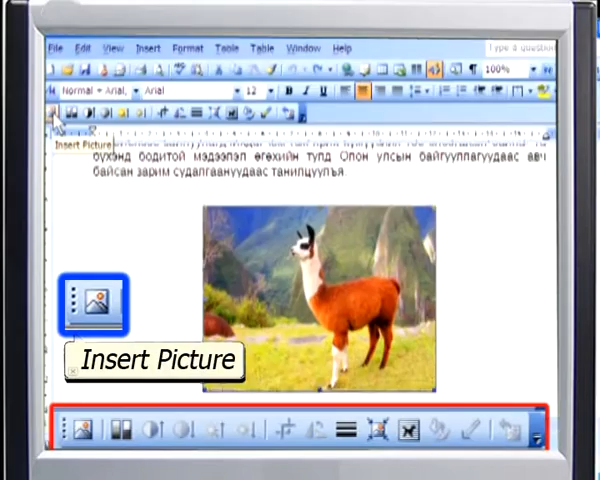 File Edit View Insert Format Table Table Window Help Type a question
100%
Normal + Arial, Arial 12 B I U
Insert Picture
бүхэнд бодитой мэдээлэл өгөхийн тулд Олон улсын байгууллагуудаас авч
байсан зарим судалгаануудаас танилцуулъя.
Insert Picture